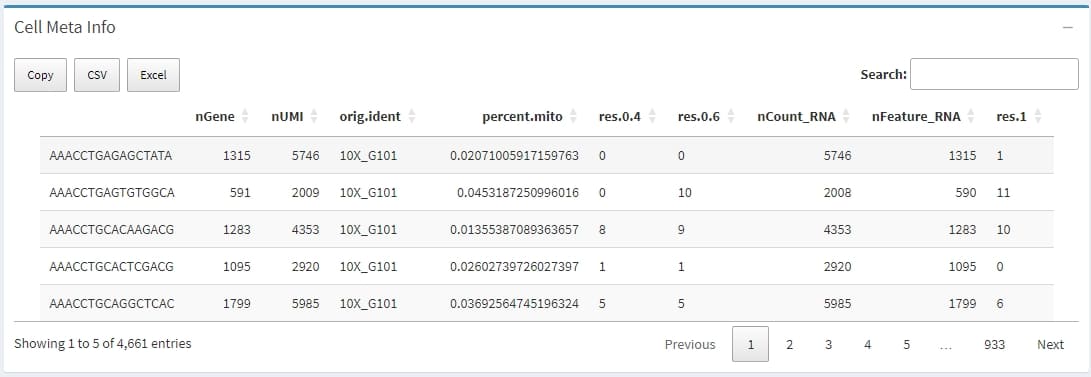 Cell Meta Info
Copy CSV Excel Search:
nGene nUMI orig.ident percent.mito res.0.4 res.0.6 nCount_RNA nFeature_RNA res.1
AAACCTGAGAGCTATA 1315 5746 10X_G101 0.02071005917159763 0 0 5746 1315 1
AAACCTGAGTGTGGCA 591 2009 10X_G101 0.0453187250996016 0 10 2008 590 11
AAACCTGCACAAGACG 1283 4353 10X_G101 0.01355387089363657 8 9 4353 1283 10
AAACCTGCACTCGACG 1095 2920 10X_G101 0.02602739726027397 1 1 2920 1095 0
AAACCTGCAGGCTCAC 1799 5985 10X_G101 0.03692564745196324 5 5 5985 1799 6
Showing 1 to 5 of 4,661 entries Previous 1 2 3 4 5 … 933 Next